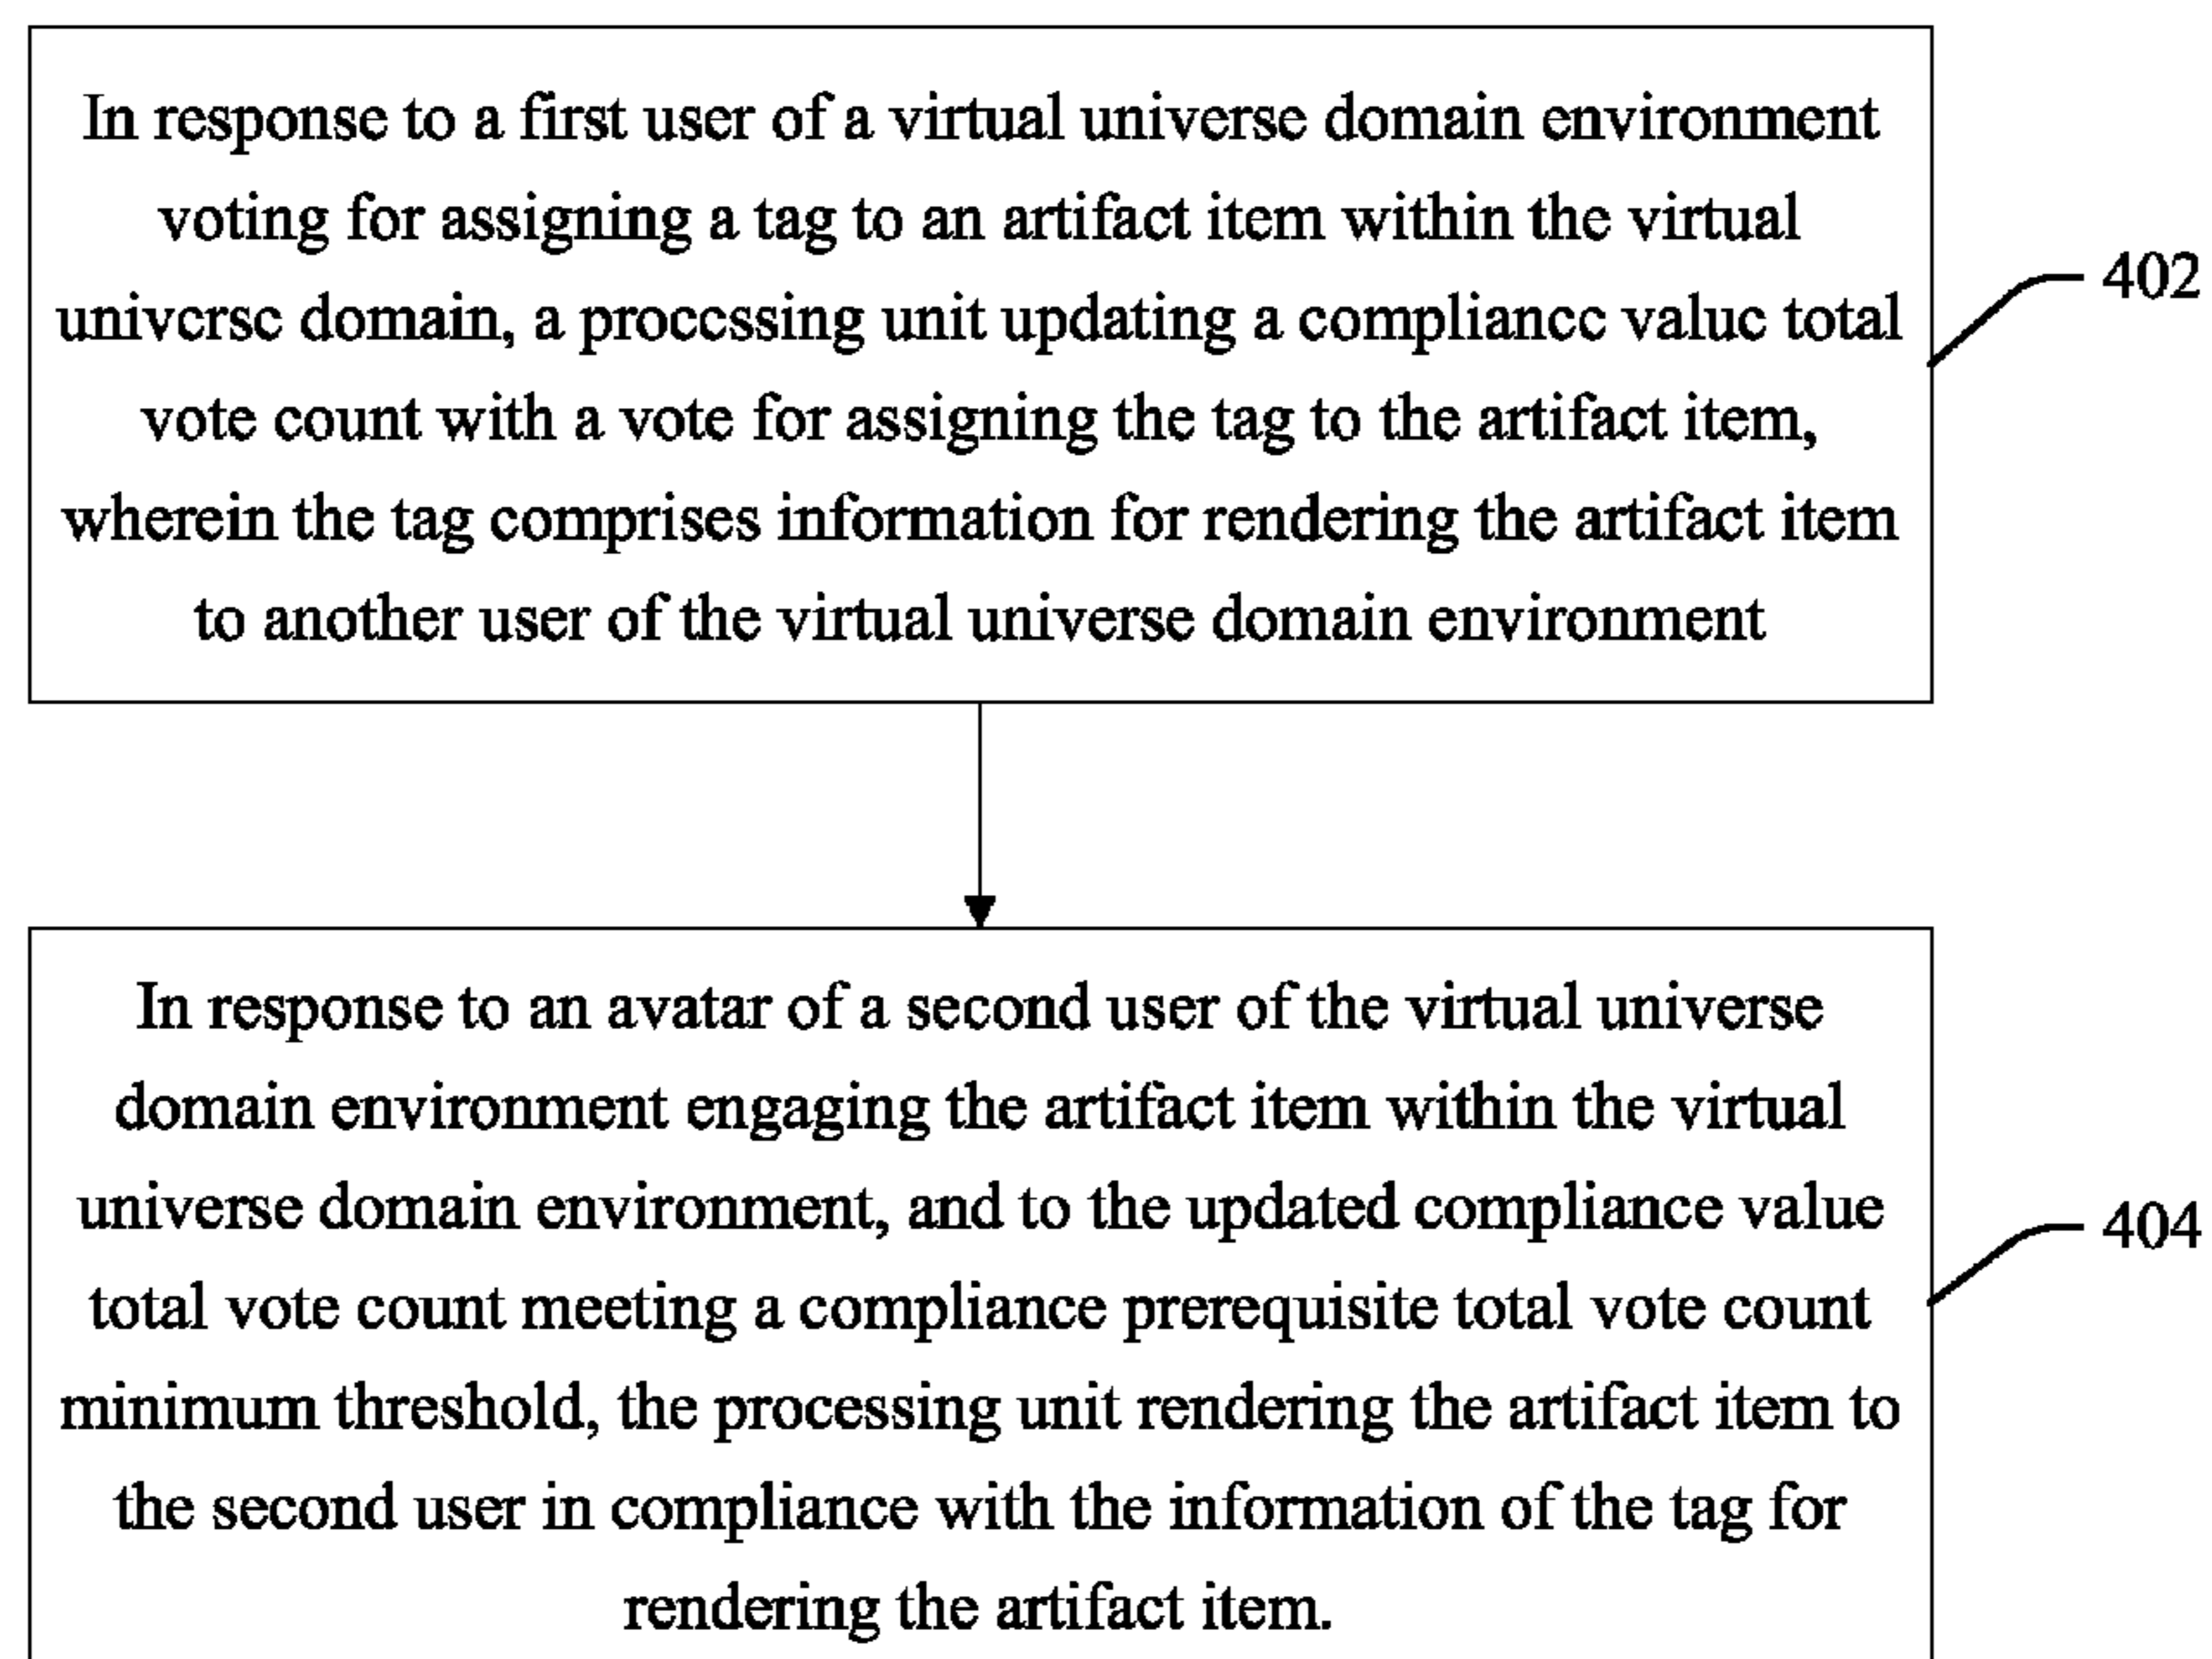 In response to a first user of a virtual universe domain environment
voting for assigning a tag to an artifact item within the virtual
universe domain, a processing unit updating a compliance value total
vote count with a vote for assigning the tag to the artifact item,
wherein the tag comprises information for rendering the artifact item
to another user of the virtual universe domain environment
402
In response to an avatar of a second user of the virtual universe
domain environment engaging the artifact item within the virtual
universe domain environment, and to the updated compliance value
total vote count meeting a compliance prerequisite total vote count
minimum threshold, the processing unit rendering the artifact item to
the second user in compliance with the information of the tag for
rendering the artifact item.
404